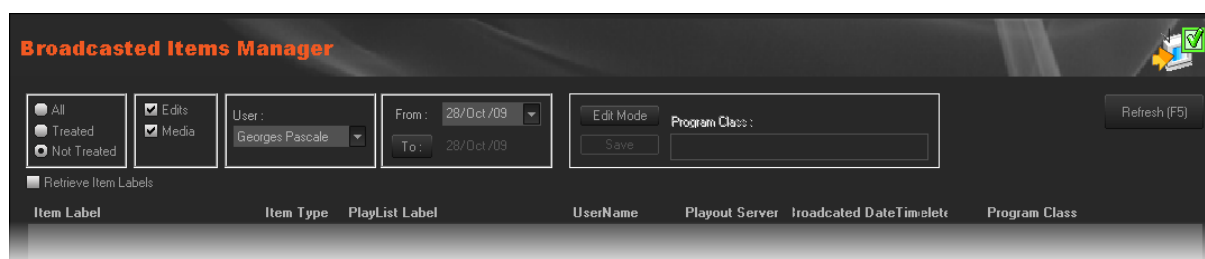 Broadcasted Items Manager
All
Treated
Not Treated
Edits
Media
User :
Georges Pascale
From : 28/Oct/09
To : 28/Oct/09
Edit Mode
Save
Program Class :
Refresh (F5)
Retrieve Item Labels
Item Label Item Type PlayList Label UserName Playout Server Broadcated DateTime Program Class